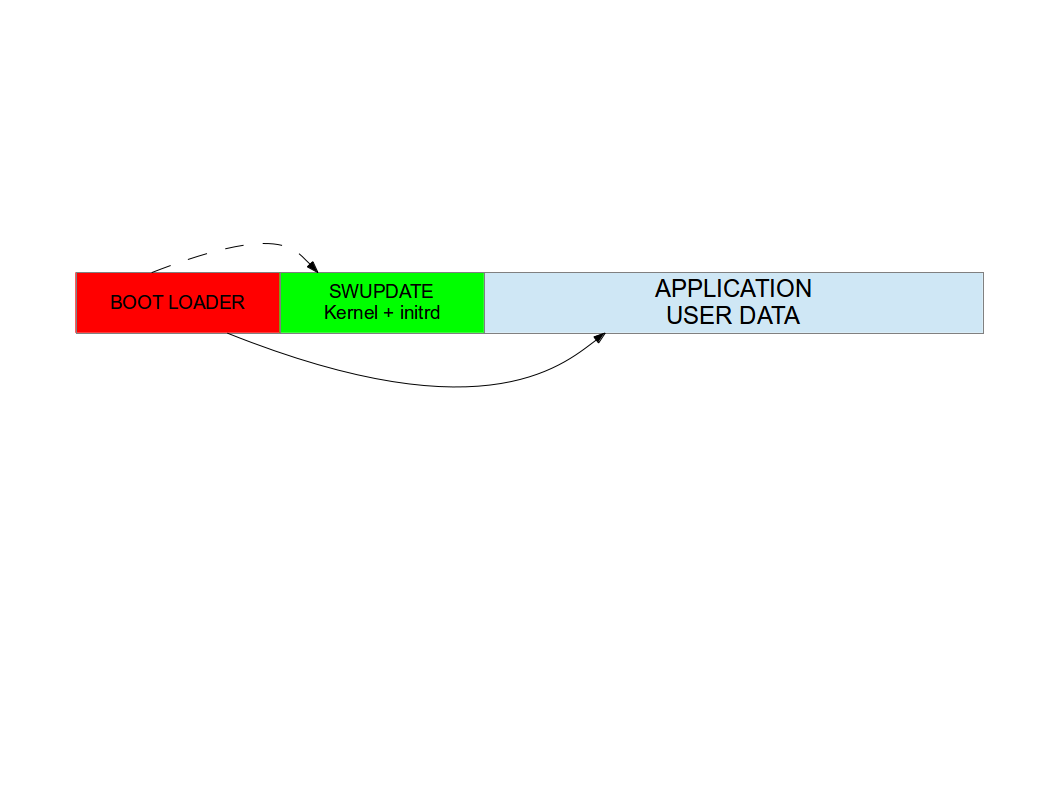 BOOT LOADER
SWUPDATE
Kernel + initrd
APPLICATION
USER DATA